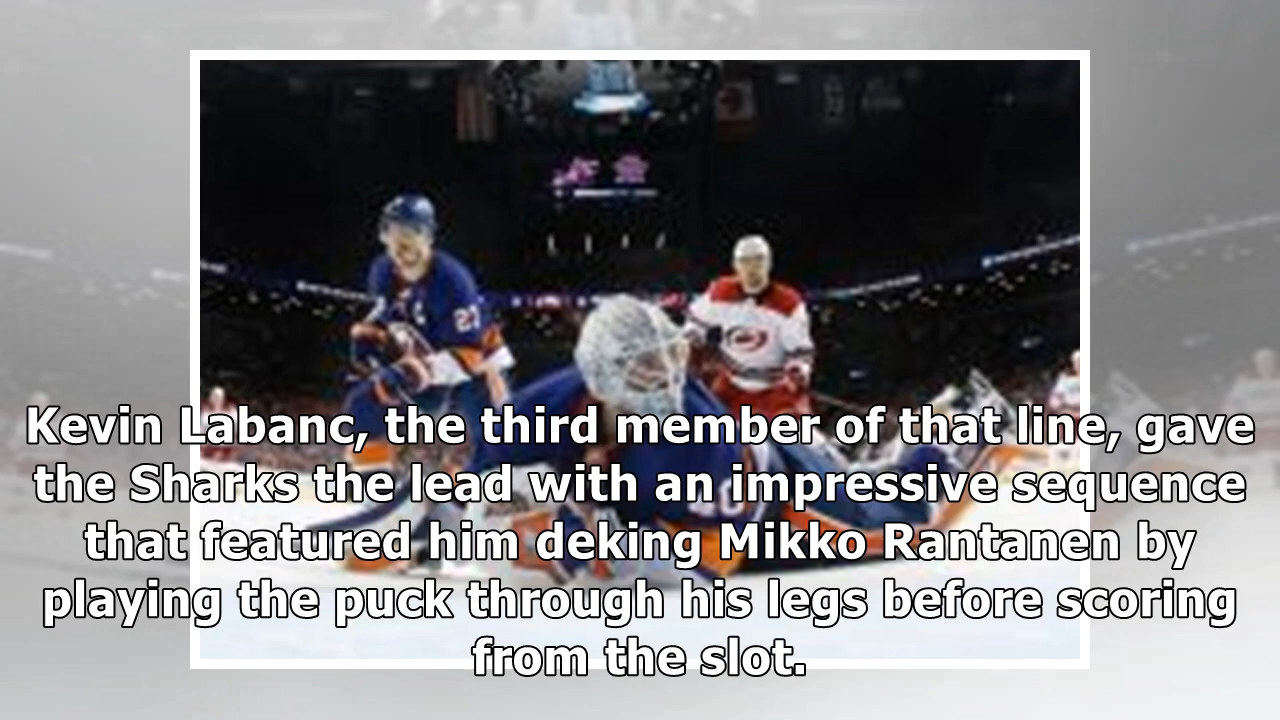 Kevin Labanc, the third member of that line, gave
the Sharks the lead with an impressive sequence
that featured him deking Mikko Rantanen by
playing the puck through his legs before scoring
from the slot.